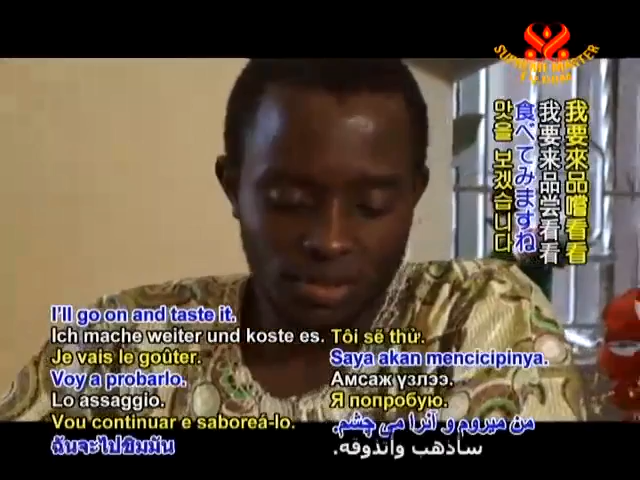 SUPREME MASTER
我要來品嚐看看
我要来品尝看看
食べてみますね
맛을 보겠습니다
I'll go on and taste it.
Ich mache weiter und koste es.
Je vais le goûter.
Voy a probarlo.
Lo assaggio.
Vou continuar e saboreá-lo.
ฉันจะไปชิมมัน
Tôi sẽ thử.
Saya akan mencicipinya.
Амсаж үзлээ.
Я попробую.
من میروم و آنرا می چشم.
سأذهب وأتذوقه.